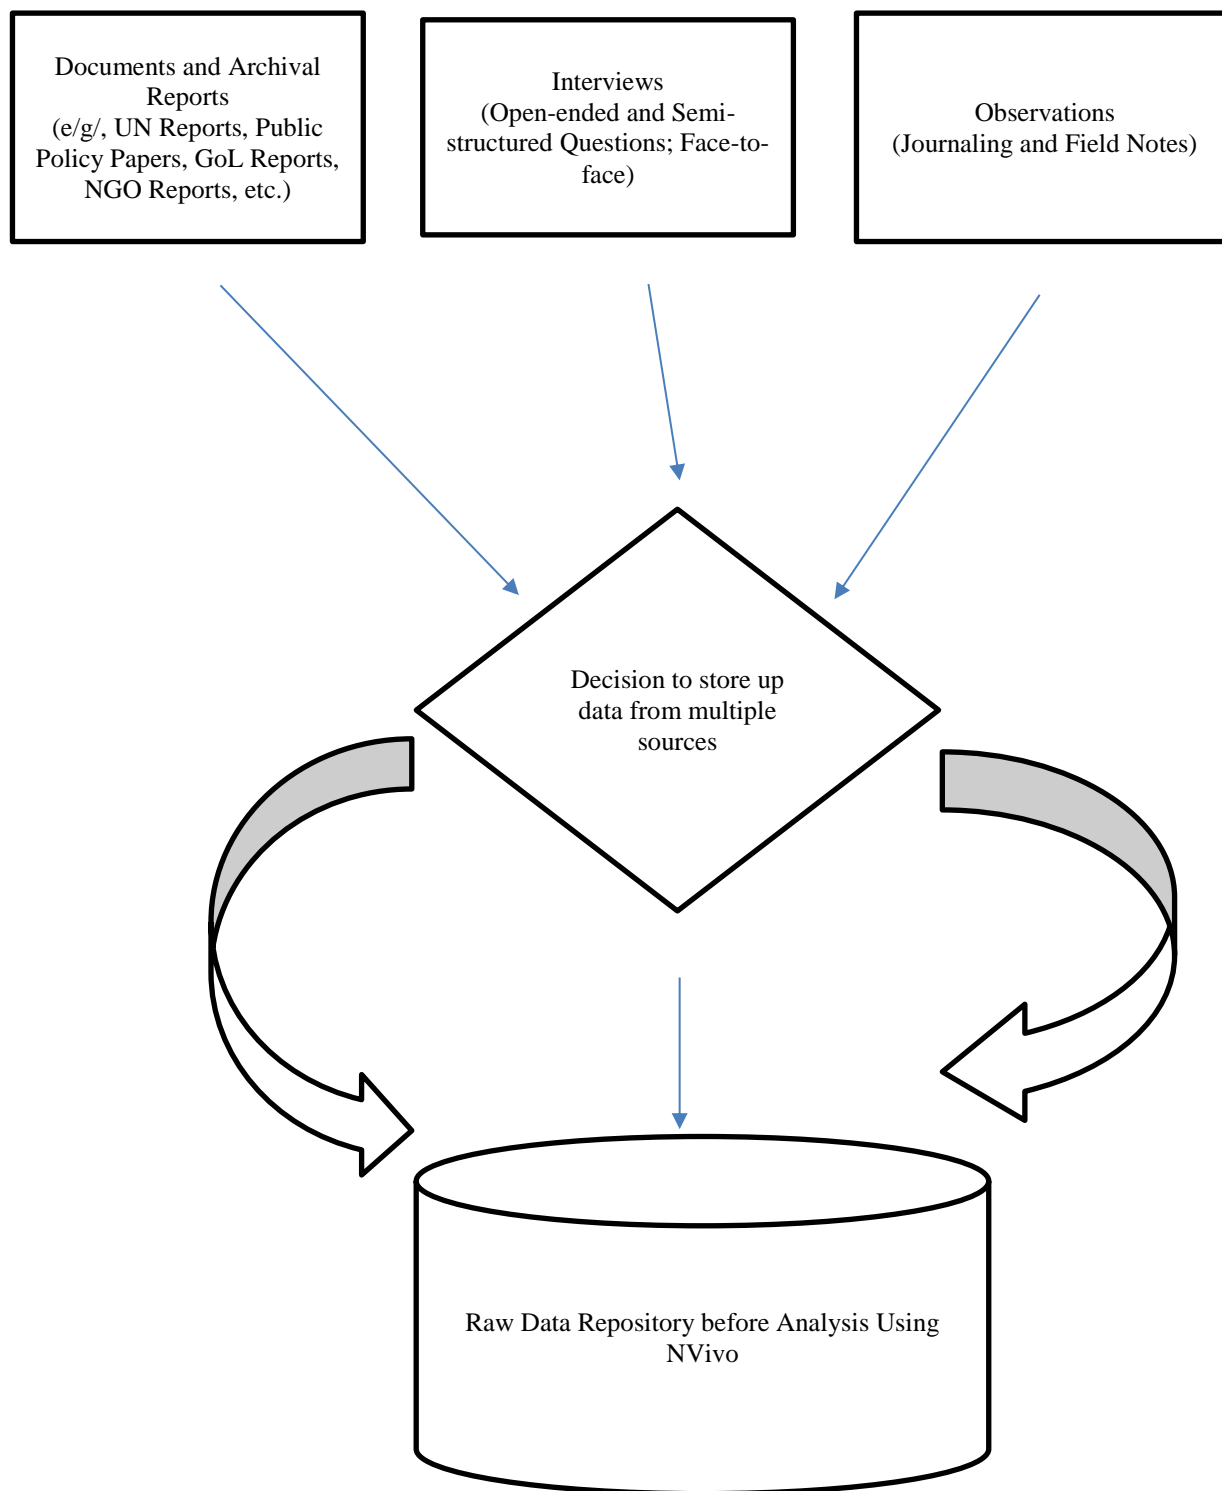 Documents and Archival
Reports
(e/g/, UN Reports, Public
Policy Papers, GoL Reports,
NGO Reports, etc.)
Interviews
(Open-ended and Semi-
structured Questions; Face-to-
face)
Observations
(Journaling and Field Notes)
Decision to store up
data from multiple
sources
Raw Data Repository before Analysis Using
NVivo